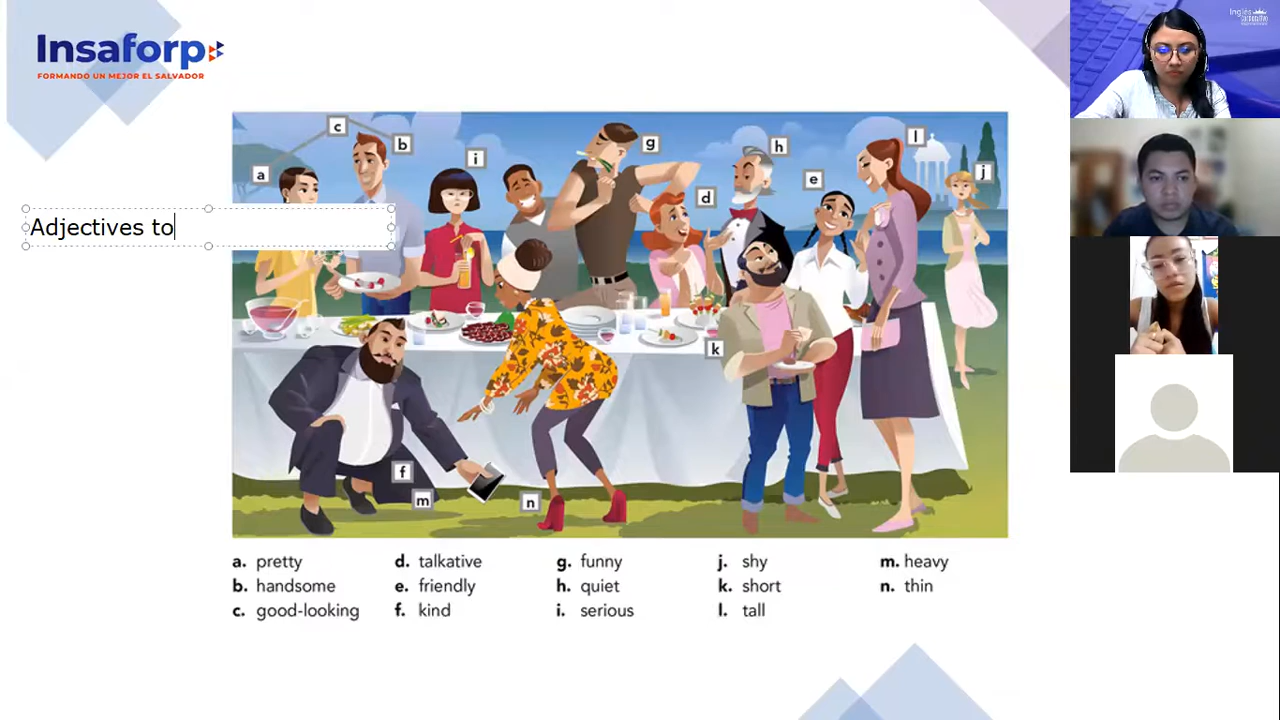 Insaforp
FORMANDO UN MEJOR EL SALVADOR
Inglés
c
b
a
i
g
h
l
e
j
d
Adjectives to
k
f
m
n
a. pretty
b. handsome
c. good-looking
d. talkative
e. friendly
f. kind
g. funny
h. quiet
i. serious
j. shy
k. short
l. tall
m. heavy
n. thin